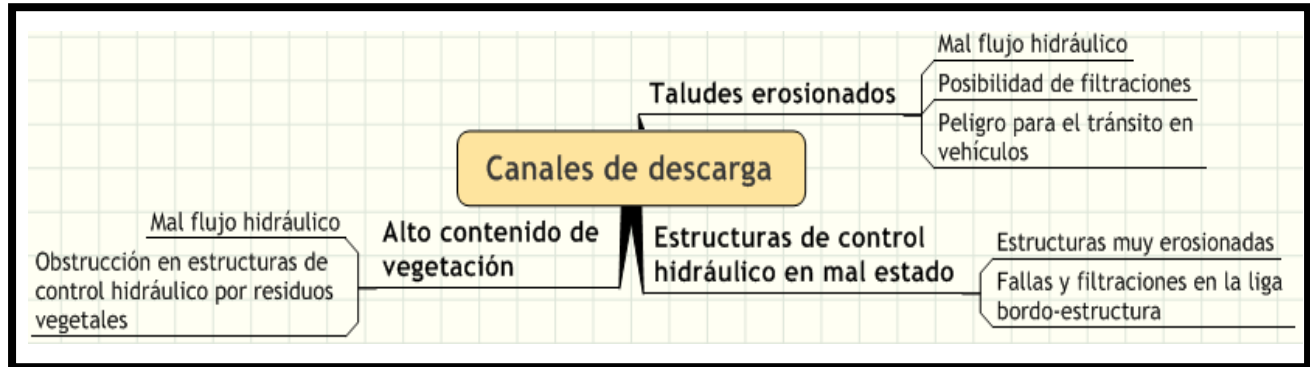 Canales de descarga
Taludes erosionados
Mal flujo hidráulico
Posibilidad de filtraciones
Peligro para el tránsito en
vehículos
Estructuras de control
hidráulico en mal estado
Estructuras muy erosionadas
Fallas y filtraciones en la liga
bordo-estructura
Alto contenido de
vegetación
Mal flujo hidráulico
Obstrucción en estructuras de
control hidráulico por residuos
vegetales